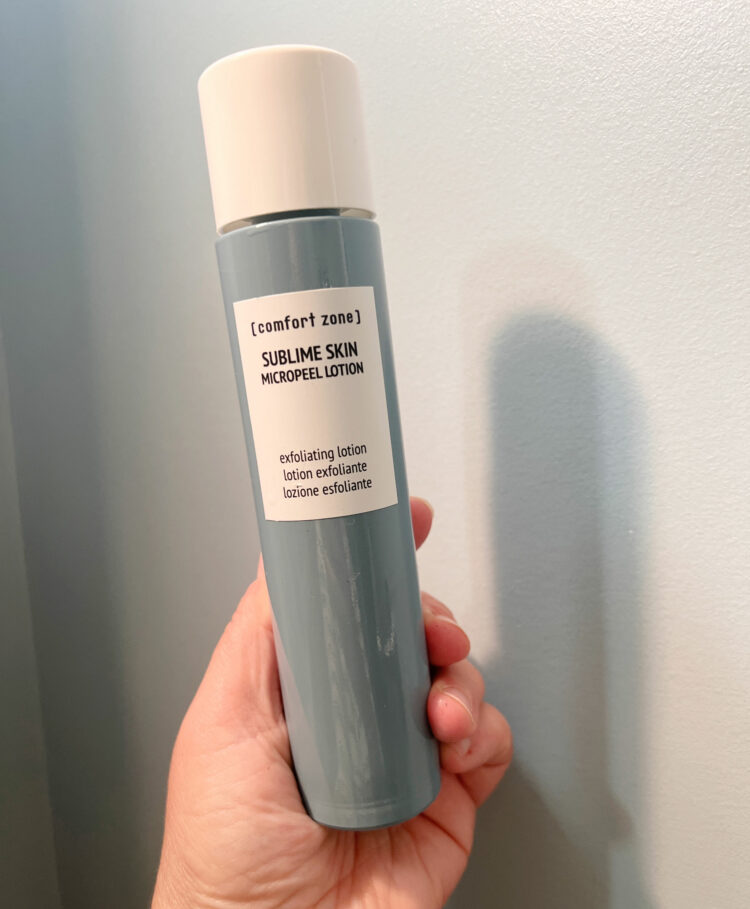 [comfort zone]
SUBLIME SKIN
MICROPEEL LOTION
exfoliating lotion
lotion exfoliante
lozione esfoliante